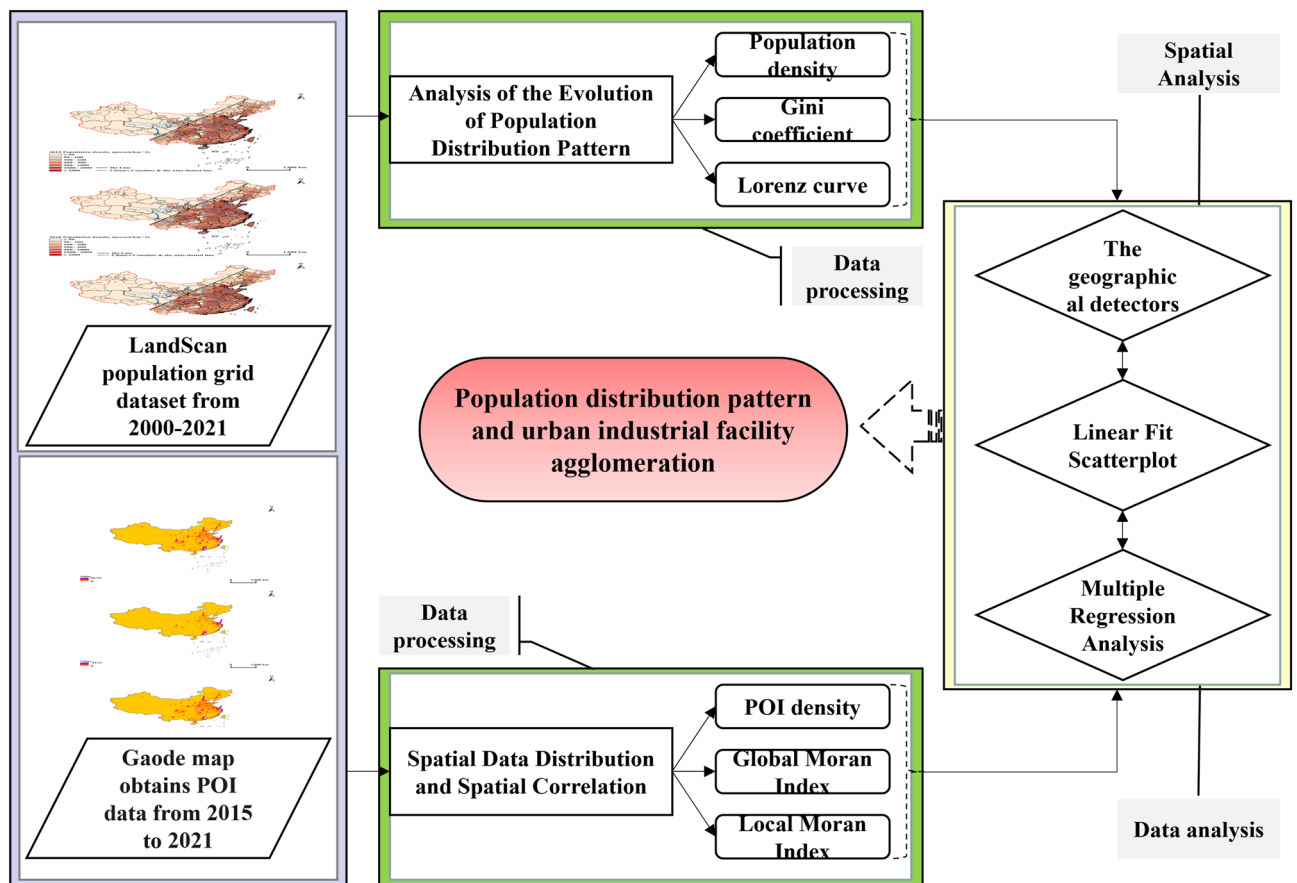 LandScan
population grid
dataset from
2000-2021
Gaode map
obtains POI
data from 2015
to 2021
Analysis of the Evolution
of Population
Distribution Pattern
Population
density
Gini
coefficient
Lorenz curve
Data
processing
Spatial
Analysis
The
geographic
al detectors
Linear Fit
Scatterplot
Multiple
Regression
Analysis
Population distribution pattern
and urban industrial facility
agglomeration
Data
processing
Spatial Data Distribution
and Spatial Correlation
POI density
Global Moran
Index
Local Moran
Index
Data analysis